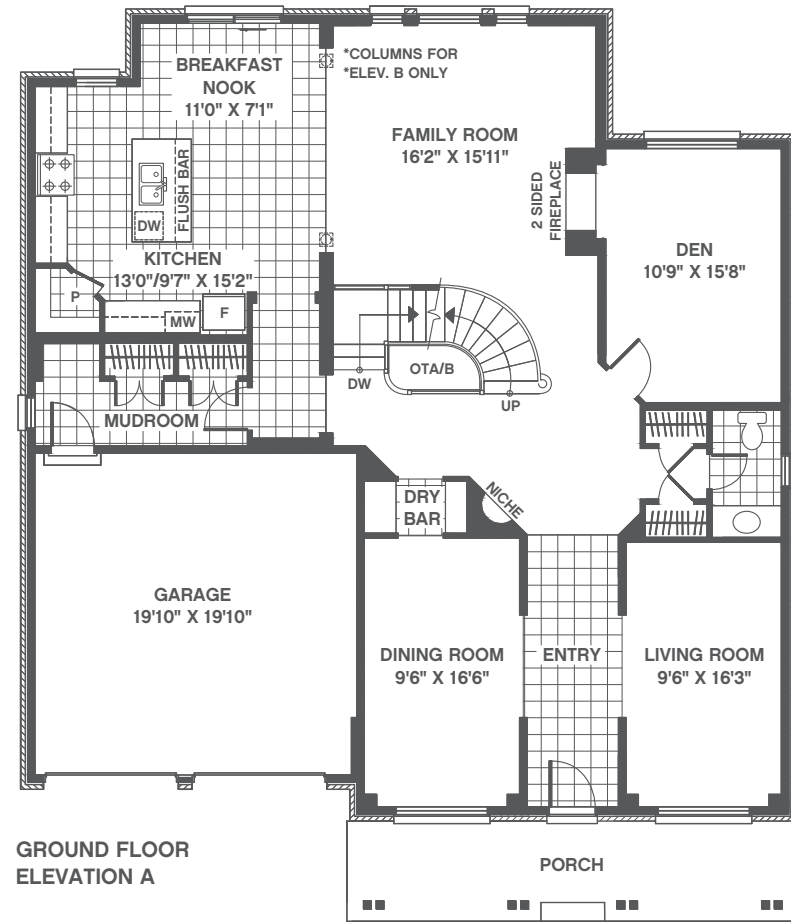 BREAKFAST
NOOK
11'0" X 7'1"
*COLUMNS FOR
*ELEV. B ONLY
FAMILY ROOM
16'2" X 15'11"
2 SIDED
FIREPLACE
FLUSH BAR
DW
KITCHEN
13'0"/9'7" X 15'2"
DEN
10'9" X 15'8"
P
MW
F
OTA/B
DW
UP
MUDROOM
DRY
BAR
NICHE
GARAGE
19'10" X 19'10"
DINING ROOM
9'6" X 16'6"
ENTRY
LIVING ROOM
9'6" X 16'3"
GROUND FLOOR
ELEVATION A
PORCH